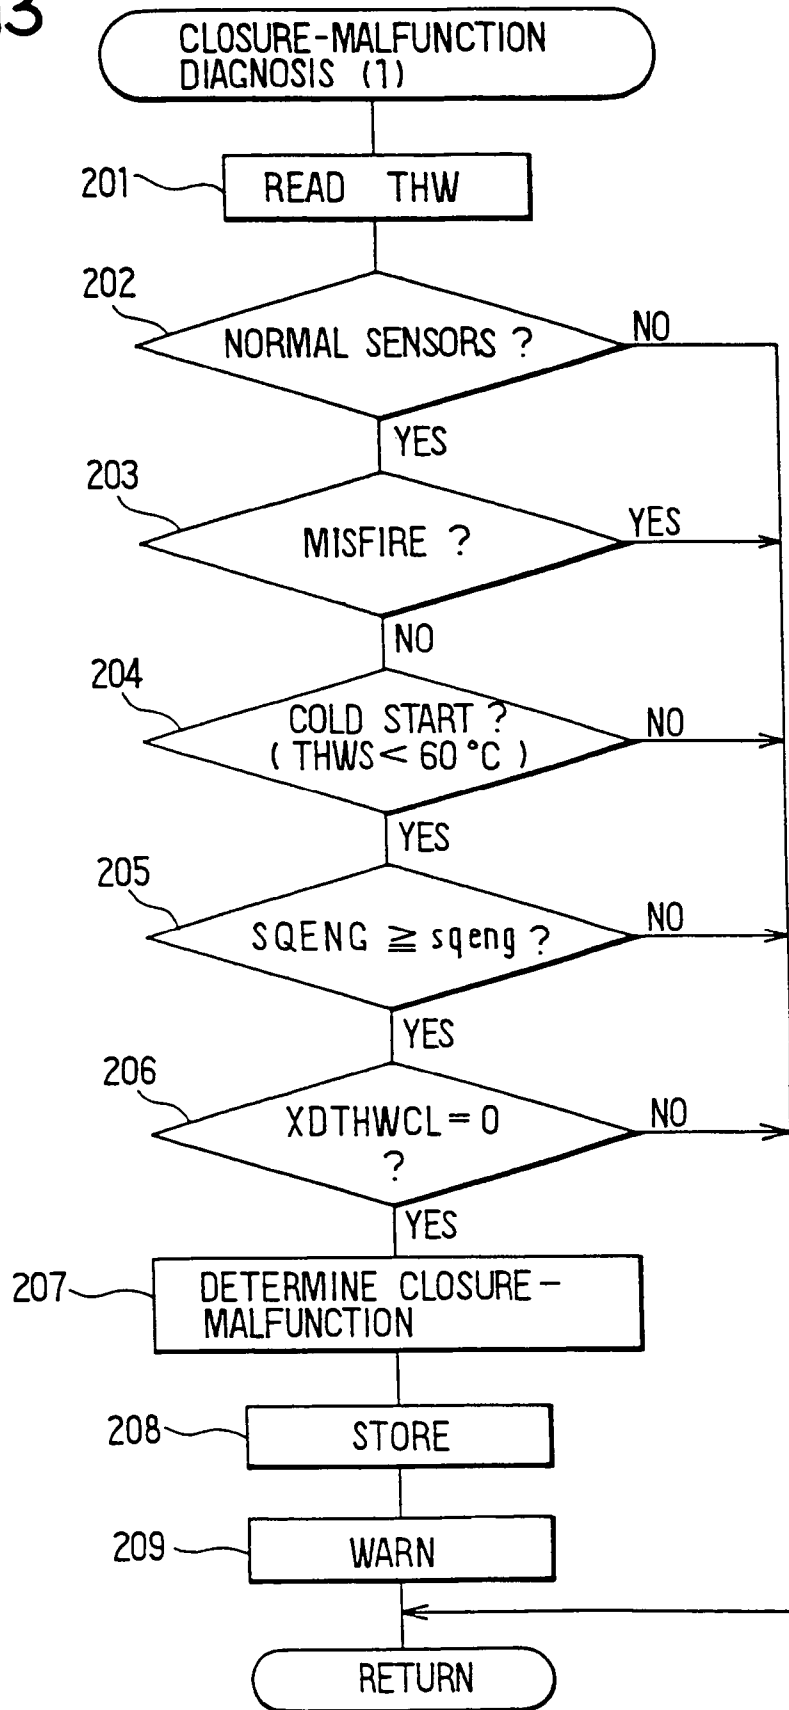 13
CLOSURE-MALFUNCTION
DIAGNOSIS (1)
201
READ THW
202
NORMAL SENSORS ?
NO
YES
203
MISFIRE ?
YES
NO
204
COLD START ?
( THWS < 60 °C )
NO
YES
205
SQENG ≧ sqeng ?
NO
YES
206
XDTHWCL = 0
?
NO
YES
207
DETERMINE CLOSURE-
MALFUNCTION
208
STORE
209
WARN
RETURN